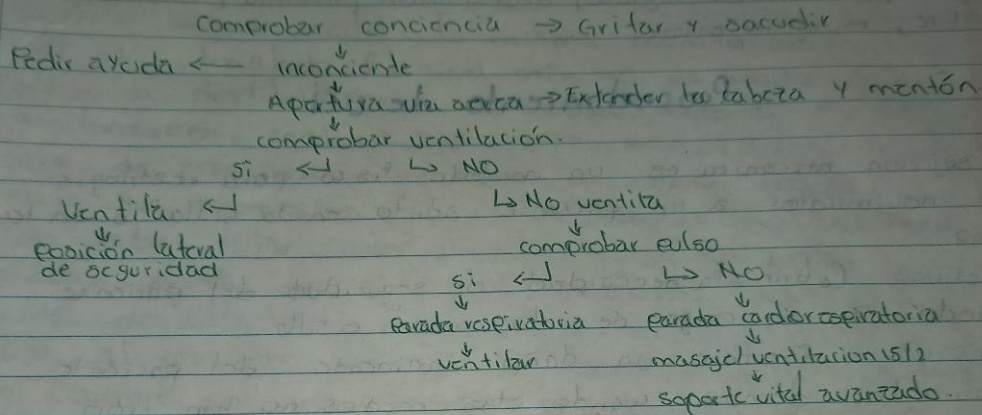 comprobar conciencia → Gritar y sacudir
Pedir ayuda ← inconciente
Apertura vía aerea → Extender la cabeza y mentón
comprobar ventilación.
si ↵ ↳ NO
Ventila ↵ ↳ No ventila
posición lateral comprobar pulso
de seguridad
si ↵ ↳ NO
parada respiratoria parada cardiorespiratoria
ventilar masaje/ventilacion 15/2
soporte vital avanzado.